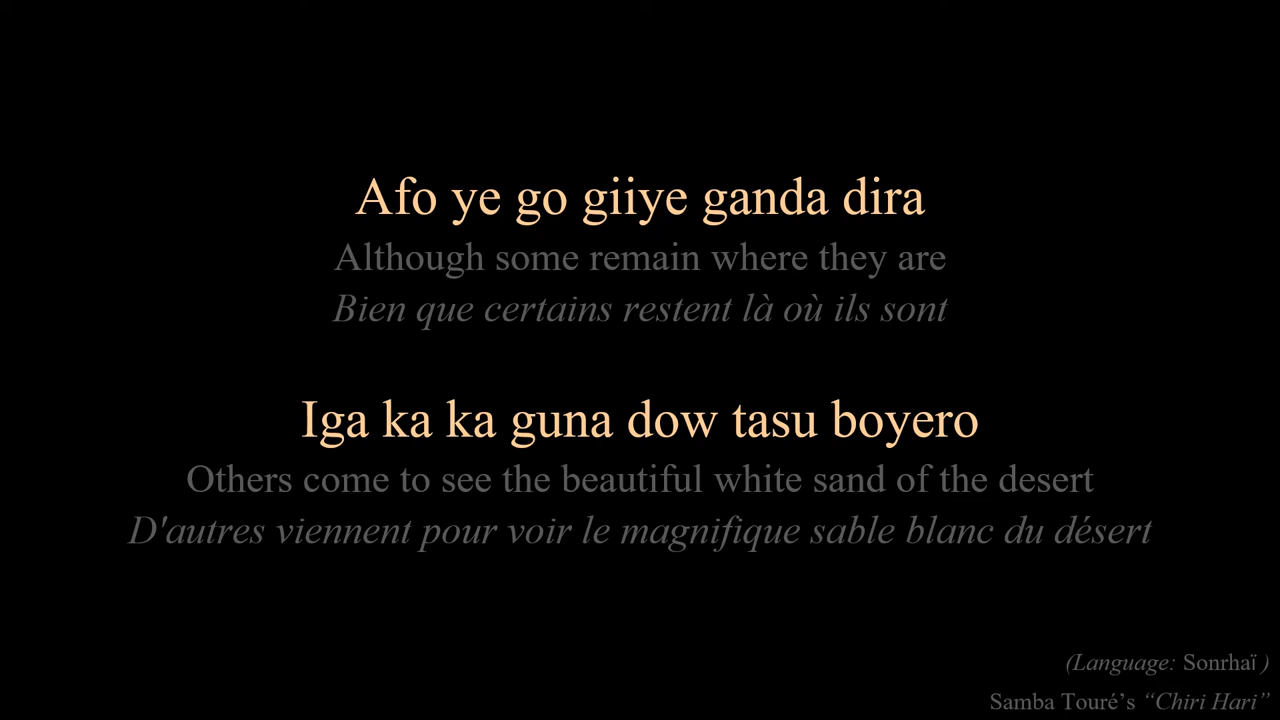 Afo ye go giiye ganda dira
Although some remain where they are
Bien que certains restent là où ils sont
Iga ka ka guna dow tasu boyero
Others come to see the beautiful white sand of the desert
D'autres viennent pour voir le magnifique sable blanc du désert
(Language: Sonrhaï )
Samba Touré’s “Chiri Hari”